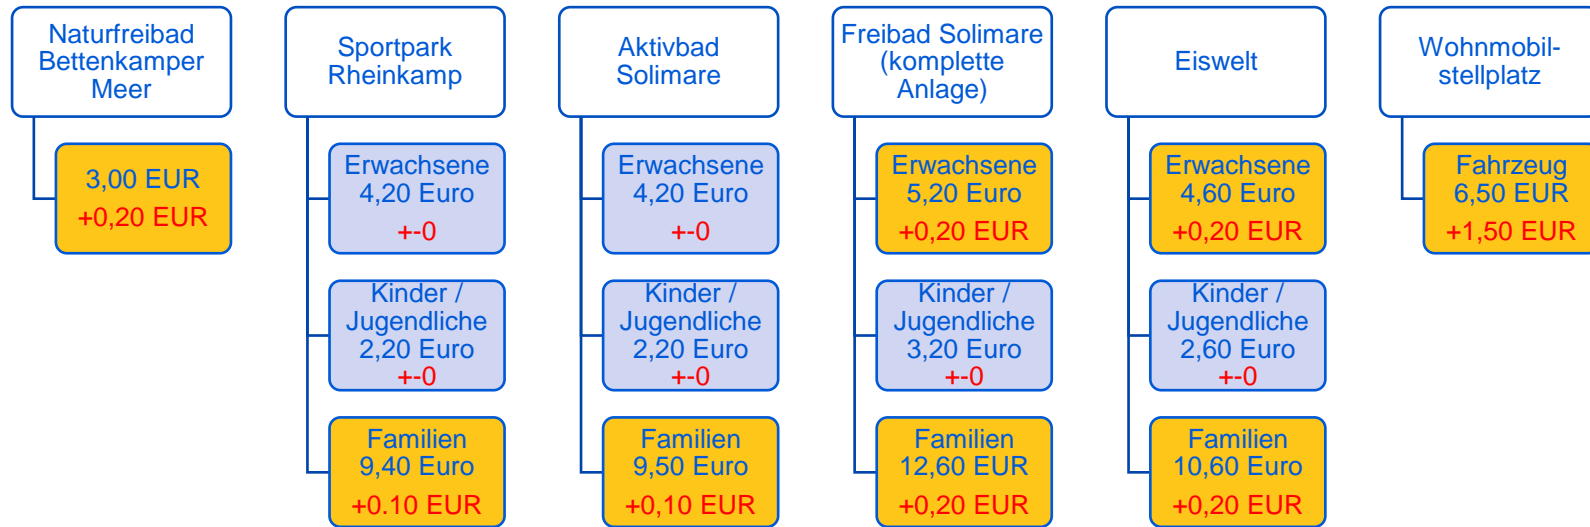 Naturfreibad
Bettenkamper
Meer
3,00 EUR
+0,20 EUR
Sportpark
Rheinkamp
Erwachsene
4,20 Euro
+-0
Kinder /
Jugendliche
2,20 Euro
+-0
Familien
9,40 Euro
+0.10 EUR
Aktivbad
Solimare
Erwachsene
4,20 Euro
+-0
Kinder /
Jugendliche
2,20 Euro
+-0
Familien
9,50 Euro
+0,10 EUR
Freibad Solimare
(komplette
Anlage)
Erwachsene
5,20 Euro
+0,20 EUR
Kinder /
Jugendliche
3,20 Euro
+-0
Familien
12,60 EUR
+0,20 EUR
Eiswelt
Erwachsene
4,60 Euro
+0,20 EUR
Kinder /
Jugendliche
2,60 Euro
+-0
Familien
10,60 Euro
+0,20 EUR
Wohnmobil-
stellplatz
Fahrzeug
6,50 EUR
+1,50 EUR